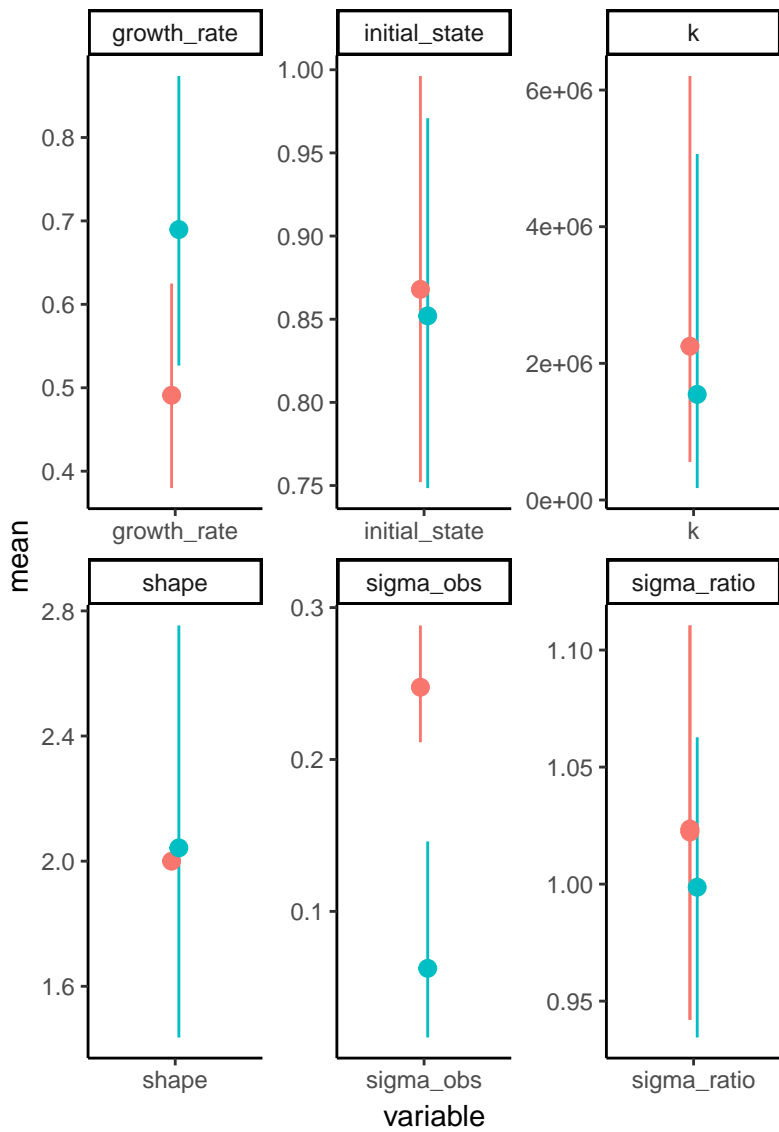 growth_rate
initial_state
k
0.8
0.7
0.6
0.5
0.4
growth_rate
1.00
0.95
0.90
0.85
0.80
0.75
initial_state
6e+06
4e+06
2e+06
0e+00
k
mean
shape
sigma_obs
sigma_ratio
2.8
2.4
2.0
1.6
shape
0.3
0.2
0.1
sigma_obs
1.10
1.05
1.00
0.95
sigma_ratio
variable